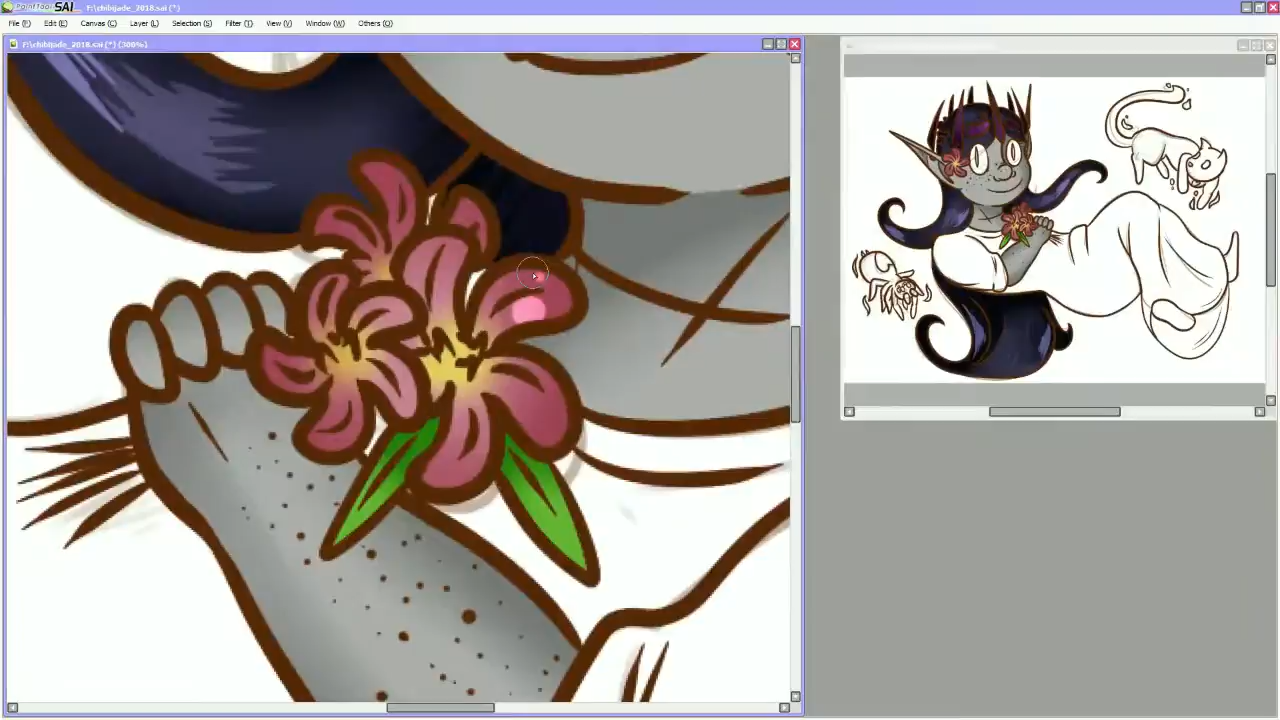 PaintTool SAI F:\chibijade_2018.sai (*)
File (F) Edit (E) Canvas (C) Layer (L) Selection (S) Filter (T) View (V) Window (W) Others (O)
F:\chibijade_2018.sai (*) (300%)